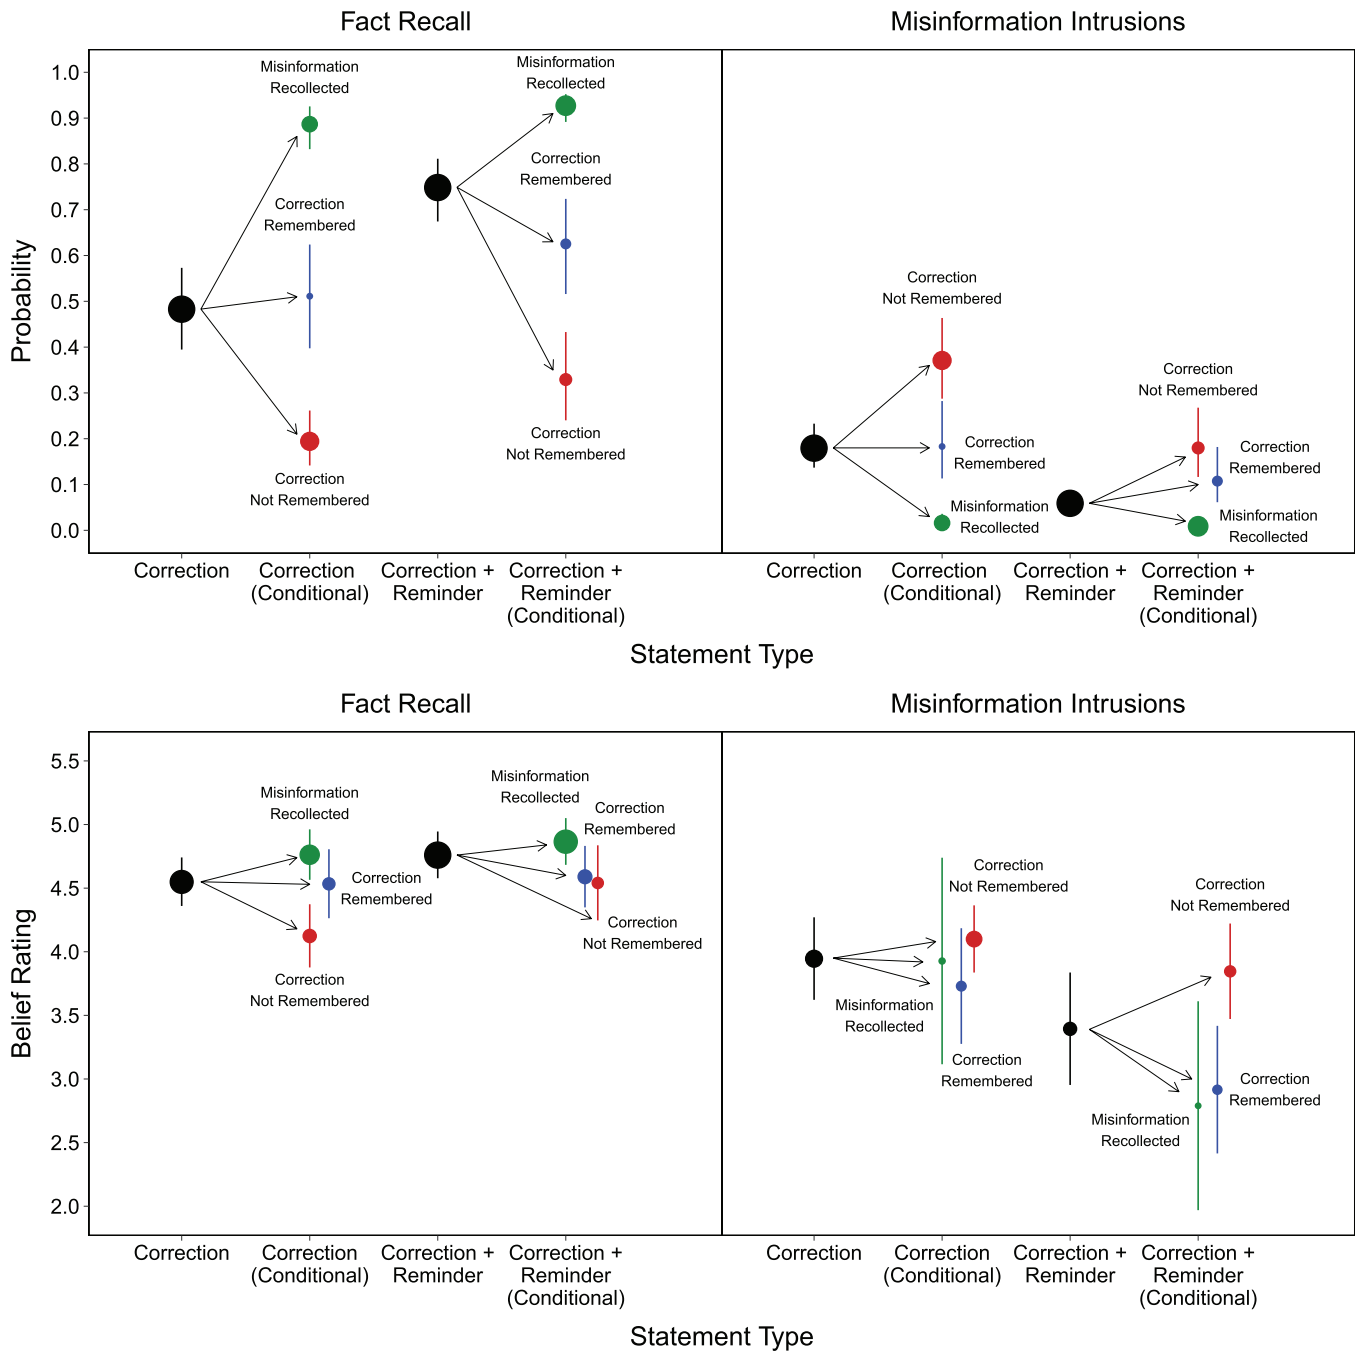 Fact Recall
Misinformation Intrusions
Probability
1.0
0.9
0.8
0.7
0.6
0.5
0.4
0.3
0.2
0.1
0.0
Misinformation
Recollected
Correction
Remembered
Correction
Not Remembered
Misinformation
Recollected
Correction
Remembered
Correction
Not Remembered
Correction
Not Remembered
Correction
Remembered
Misinformation
Recollected
Correction
Not Remembered
Correction
Remembered
Misinformation
Recollected
Correction
Correction
(Conditional)
Correction +
Reminder
Correction +
Reminder
(Conditional)
Correction
Correction
(Conditional)
Correction +
Reminder
Correction +
Reminder
(Conditional)
Statement Type
Fact Recall
Misinformation Intrusions
Belief Rating
5.5
5.0
4.5
4.0
3.5
3.0
2.5
2.0
Misinformation
Recollected
Correction
Remembered
Correction
Not Remembered
Misinformation
Recollected
Correction
Remembered
Correction
Not Remembered
Correction
Not Remembered
Misinformation
Recollected
Correction
Remembered
Correction
Not Remembered
Correction
Remembered
Misinformation
Recollected
Correction
Correction
(Conditional)
Correction +
Reminder
Correction +
Reminder
(Conditional)
Correction
Correction
(Conditional)
Correction +
Reminder
Correction +
Reminder
(Conditional)
Statement Type